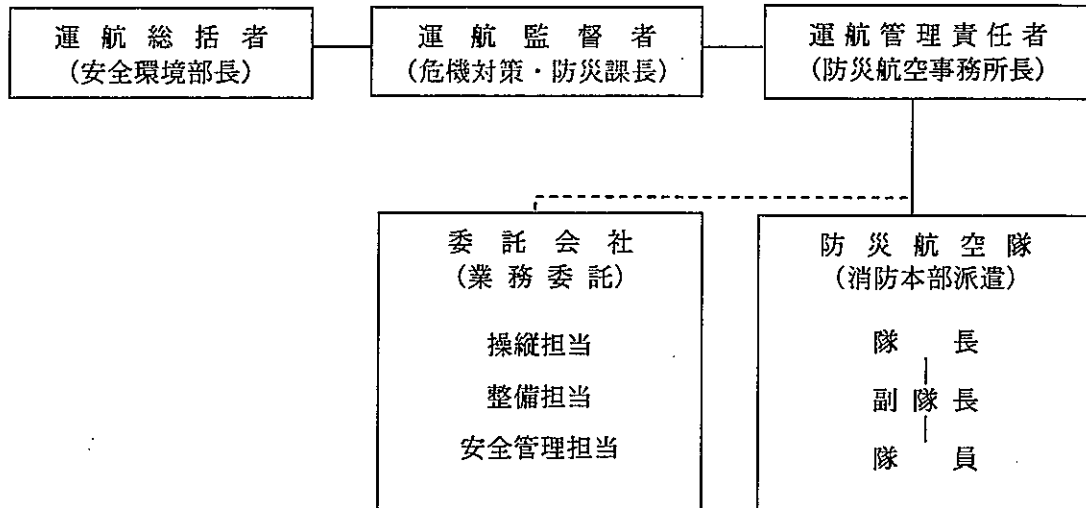 運航総括者
(安全環境部長)
運航監督者
(危機対策・防災課長)
運航管理責任者
(防災航空事務所長)
委託会社
(業務委託)
操縦担当
整備担当
安全管理担当
防災航空隊
(消防本部派遣)
隊長
副隊長
隊員